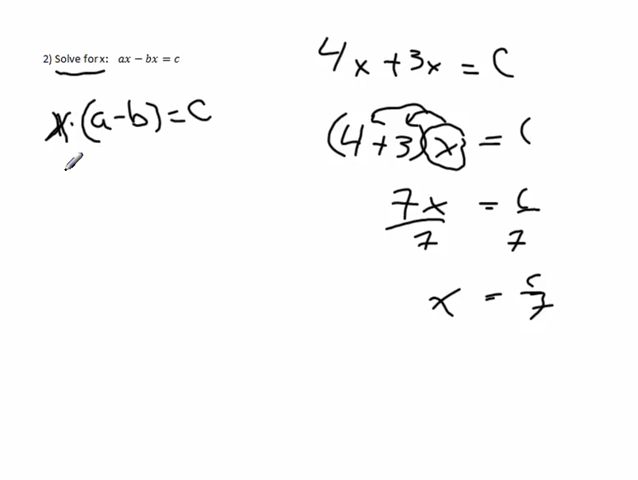 2) Solve for x: ax − bx = c
x·(a-b)=c
4x+3x=c
(4+3)x=c
7x/7=c/7
x=c/7